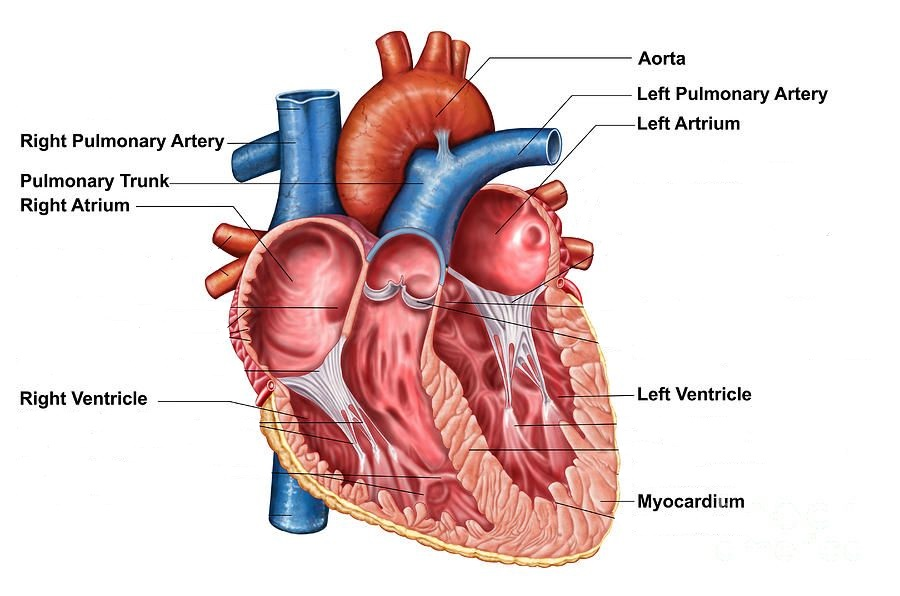 Aorta
Left Pulmonary Artery
Left Artrium
Right Pulmonary Artery
Pulmonary Trunk
Right Atrium
Right Ventricle
Left Ventricle
Myocardium